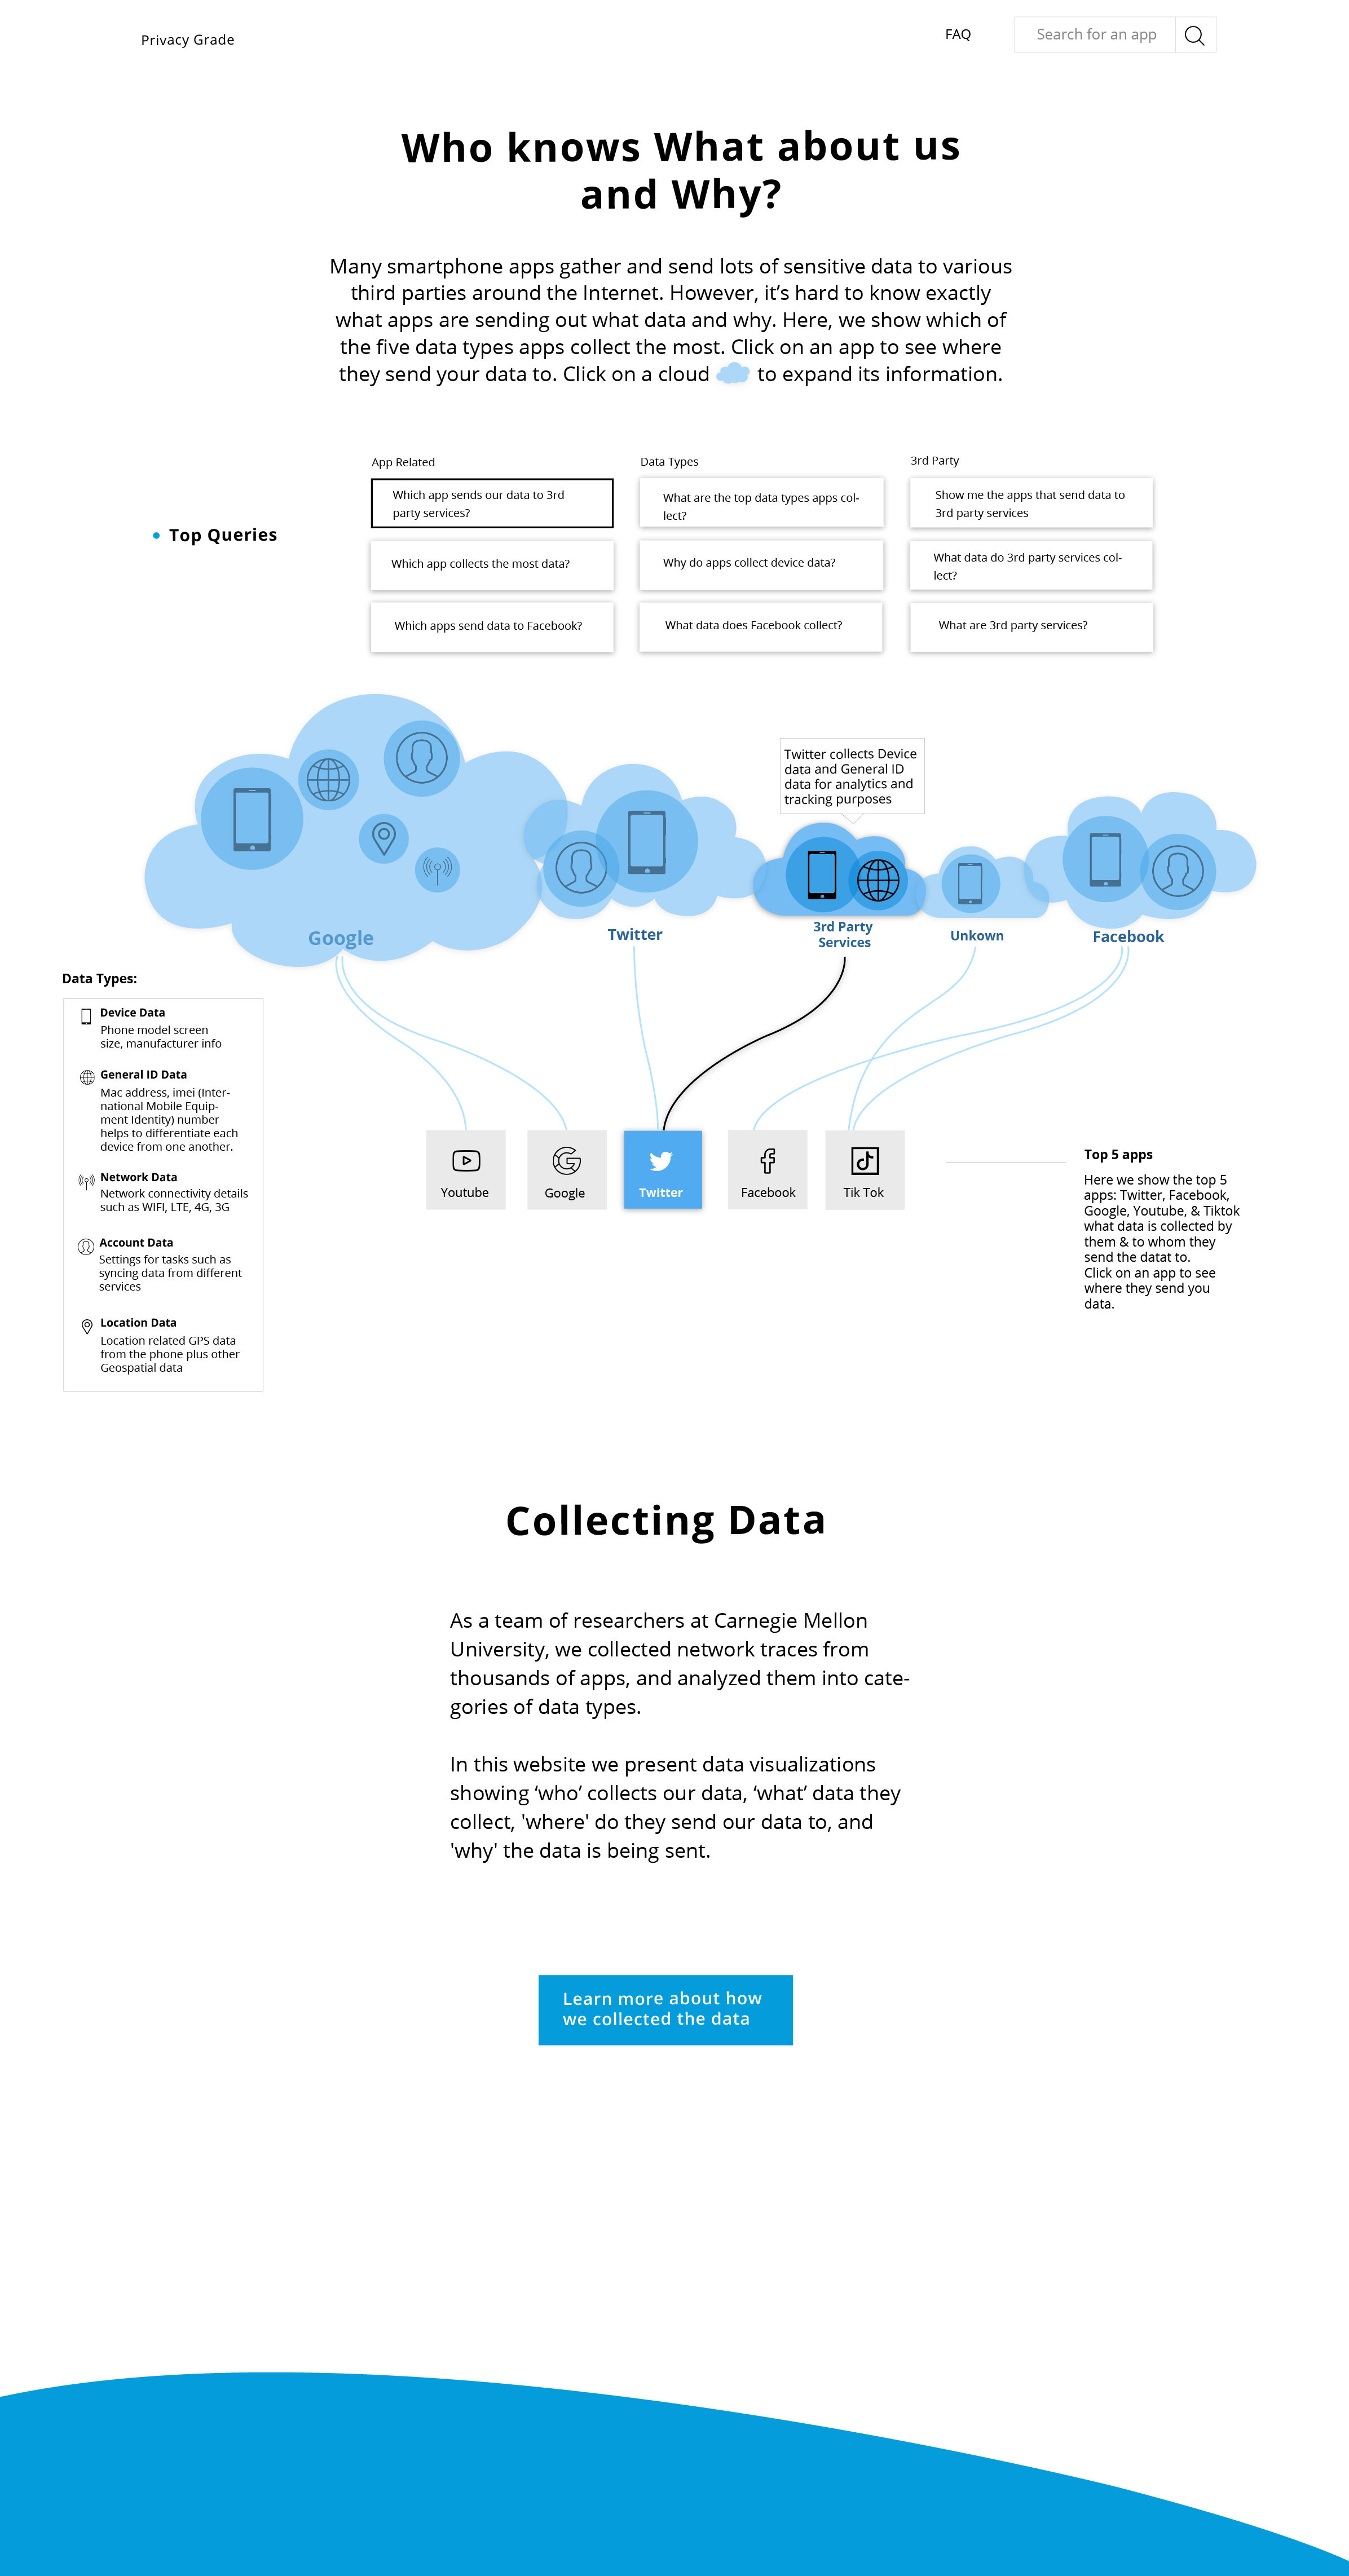 Privacy Grade
FAQ
Search for an app
Who knows What about us
and Why?
Many smartphone apps gather and send lots of sensitive data to various
third parties around the Internet. However, it’s hard to know exactly
what apps are sending out what data and why. Here, we show which of
the five data types apps collect the most. Click on an app to see where
they send your data to. Click on a cloud to expand its information.
Top Queries
App Related
Which app sends our data to 3rd
party services?
Which app collects the most data?
Which apps send data to Facebook?
Data Types
What are the top data types apps col-
lect?
Why do apps collect device data?
What data does Facebook collect?
3rd Party
Show me the apps that send data to
3rd party services
What data do 3rd party services col-
lect?
What are 3rd party services?
Twitter collects Device
data and General ID
data for analytics and
tracking purposes
Google
Twitter
3rd Party
Services
Unkown
Facebook
Data Types:
Device Data
Phone model screen
size, manufacturer info
General ID Data
Mac address, imei (Inter-
national Mobile Equip-
ment Identity) number
helps to differentiate each
device from one another.
Network Data
Network connectivity details
such as WIFI, LTE, 4G, 3G
Account Data
Settings for tasks such as
syncing data from different
services
Location Data
Location related GPS data
from the phone plus other
Geospatial data
Youtube
Google
Twitter
Facebook
Tik Tok
Top 5 apps
Here we show the top 5
apps: Twitter, Facebook,
Google, Youtube, & Tiktok
what data is collected by
them & to whom they
send the datat to.
Click on an app to see
where they send you
data.
Collecting Data
As a team of researchers at Carnegie Mellon
University, we collected network traces from
thousands of apps, and analyzed them into cate-
gories of data types.
In this website we present data visualizations
showing ‘who’ collects our data, ‘what’ data they
collect, 'where' do they send our data to, and
'why' the data is being sent.
Learn more about how
we collected the data